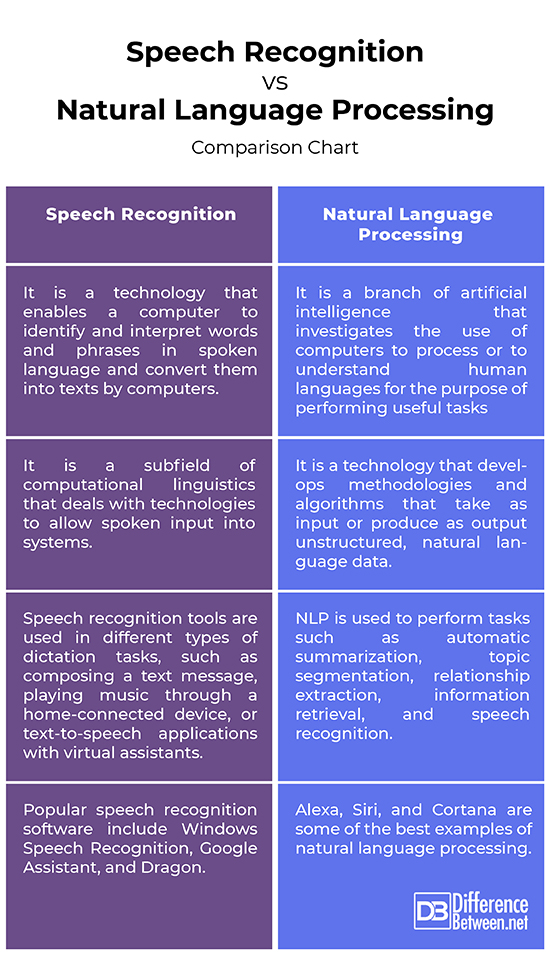 Speech Recognition
vs
Natural Language Processing
Comparison Chart
Speech Recognition
Natural Language
Processing
It is a technology that
enables a computer to
identify and interpret words
and phrases in spoken
language and convert them
into texts by computers.
It is a branch of artificial
intelligence that
investigates the use of
computers to process or to
understand human
languages for the purpose of
performing useful tasks
It is a subfield of
computational linguistics
that deals with technologies
to allow spoken input into
systems.
It is a technology that devel-
ops methodologies and
algorithms that take as
input or produce as output
unstructured, natural lan-
guage data.
Speech recognition tools are
used in different types of
dictation tasks, such as
composing a text message,
playing music through a
home-connected device, or
text-to-speech applications
with virtual assistants.
NLP is used to perform tasks
such as automatic
summarization, topic
segmentation, relationship
extraction, information
retrieval, and speech
recognition.
Popular speech recognition
software include Windows
Speech Recognition, Google
Assistant, and Dragon.
Alexa, Siri, and Cortana are
some of the best examples of
natural language processing.
DB Difference
Between.net